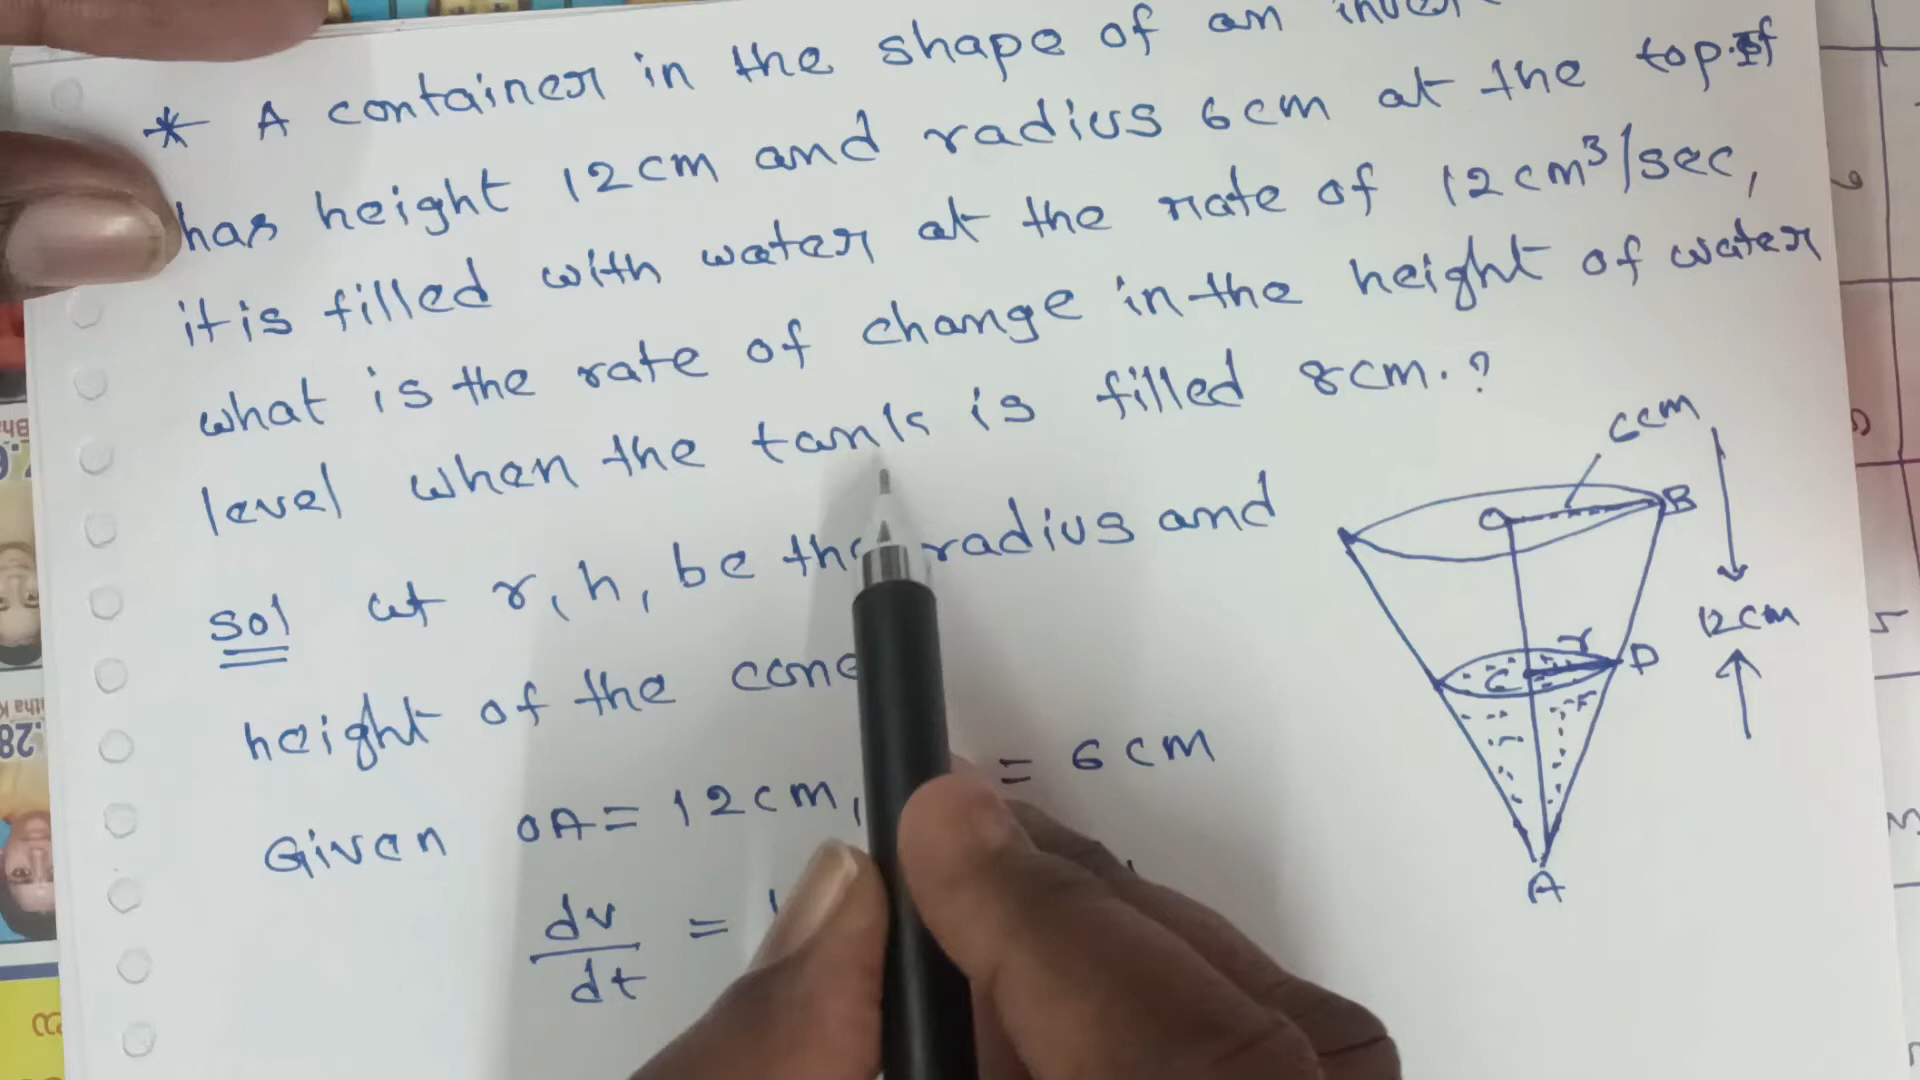 * A container in the shape of an
has height 12cm and radius 6cm at the top. If
it is filled with water at the rate of 12cm³/sec,
what is the rate of change in the height of water
level when the tank is filled 8cm.?
6cm
O
B
Sol let r, h, be the radius and
12cm
r
C
D
height of the cone
Given OA = 12cm, = 6cm
A
dv/dt =
28